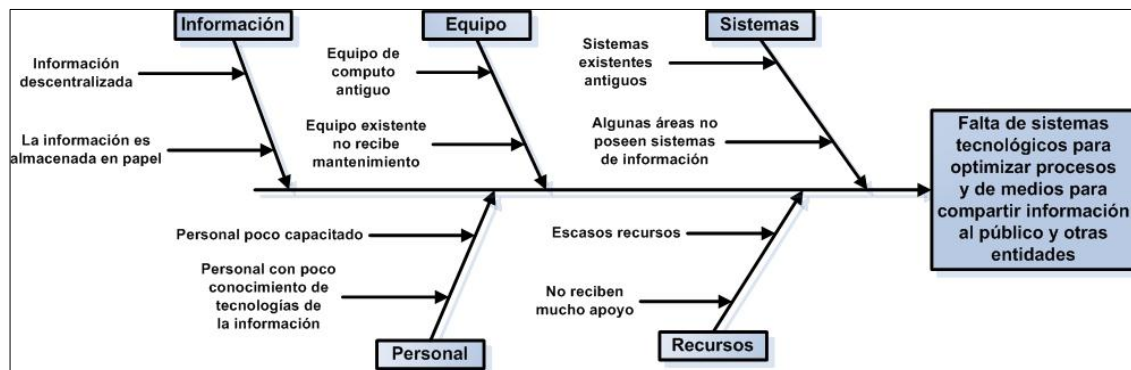 Información
Equipo
Sistemas
Información
descentralizada
La información es
almacenada en papel
Equipo de
computo
antiguo
Equipo existente
no recibe
mantenimiento
Sistemas
existentes
antiguos
Algunas áreas no
poseen sistemas
de información
Falta de sistemas
tecnológicos para
optimizar procesos
y de medios para
compartir información
al público y otras
entidades
Personal poco capacitado
Personal con poco
conocimiento de
tecnologías de
la información
Escasos recursos
No reciben
mucho apoyo
Personal
Recursos